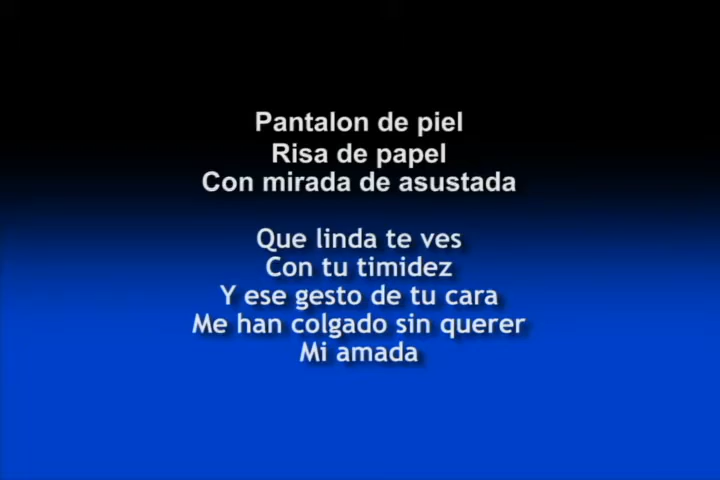 Pantalon de piel
Risa de papel
Con mirada de asustada
Que linda te ves
Con tu timidez
Y ese gesto de tu cara
Me han colgado sin querer
Mi amada